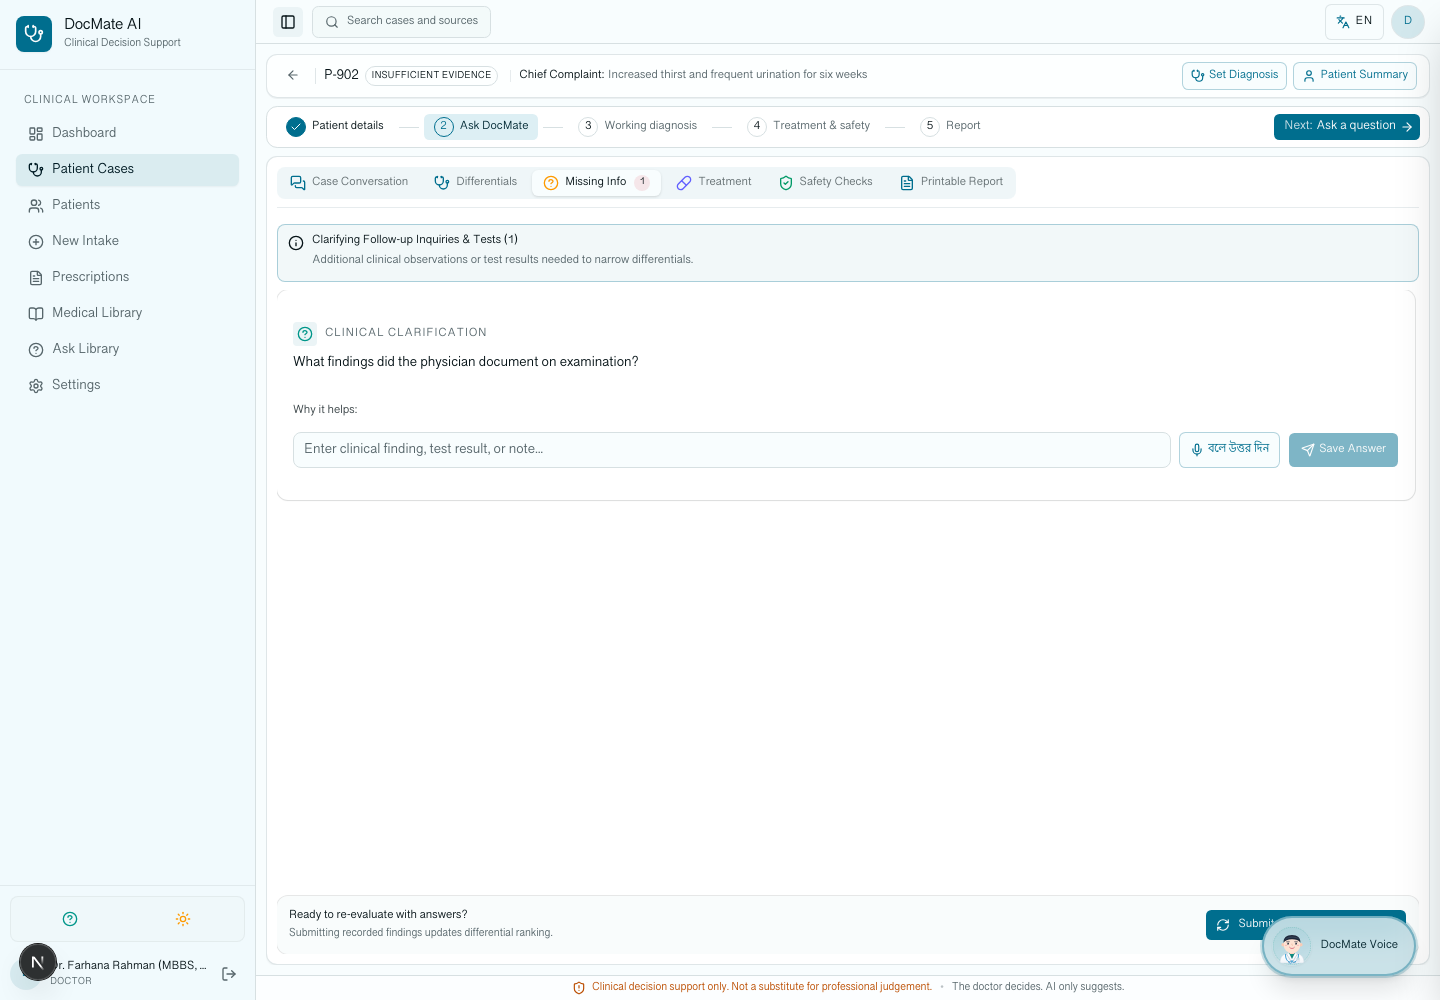 DocMate AI
Clinical Decision Support
CLINICAL WORKSPACE
Dashboard
Patient Cases
Patients
New Intake
Prescriptions
Medical Library
Ask Library
Settings
N
r. Farhana Rahman (MBBS, ...
DOCTOR
Search cases and sources
EN
D
P-902
INSUFFICIENT EVIDENCE
Chief Complaint: Increased thirst and frequent urination for six weeks
Set Diagnosis
Patient Summary
Patient details
2 Ask DocMate
3 Working diagnosis
4 Treatment & safety
5 Report
Next: Ask a question
Case Conversation
Differentials
Missing Info 1
Treatment
Safety Checks
Printable Report
Clarifying Follow-up Inquiries & Tests (1)
Additional clinical observations or test results needed to narrow differentials.
CLINICAL CLARIFICATION
What findings did the physician document on examination?
Why it helps:
Enter clinical finding, test result, or note...
বলে উত্তর দিন
Save Answer
Ready to re-evaluate with answers?
Submitting recorded findings updates differential ranking.
DocMate Voice
Clinical decision support only. Not a substitute for professional judgement. • The doctor decides. AI only suggests.